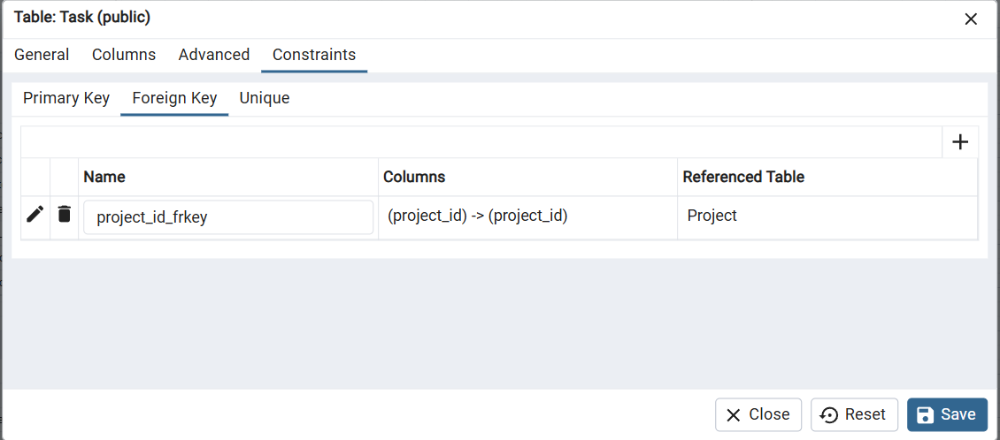 Table: Task (public)
General Columns Advanced Constraints
Primary Key Foreign Key Unique
Name Columns Referenced Table
project_id_frkey (project_id) -> (project_id) Project
Close Reset Save